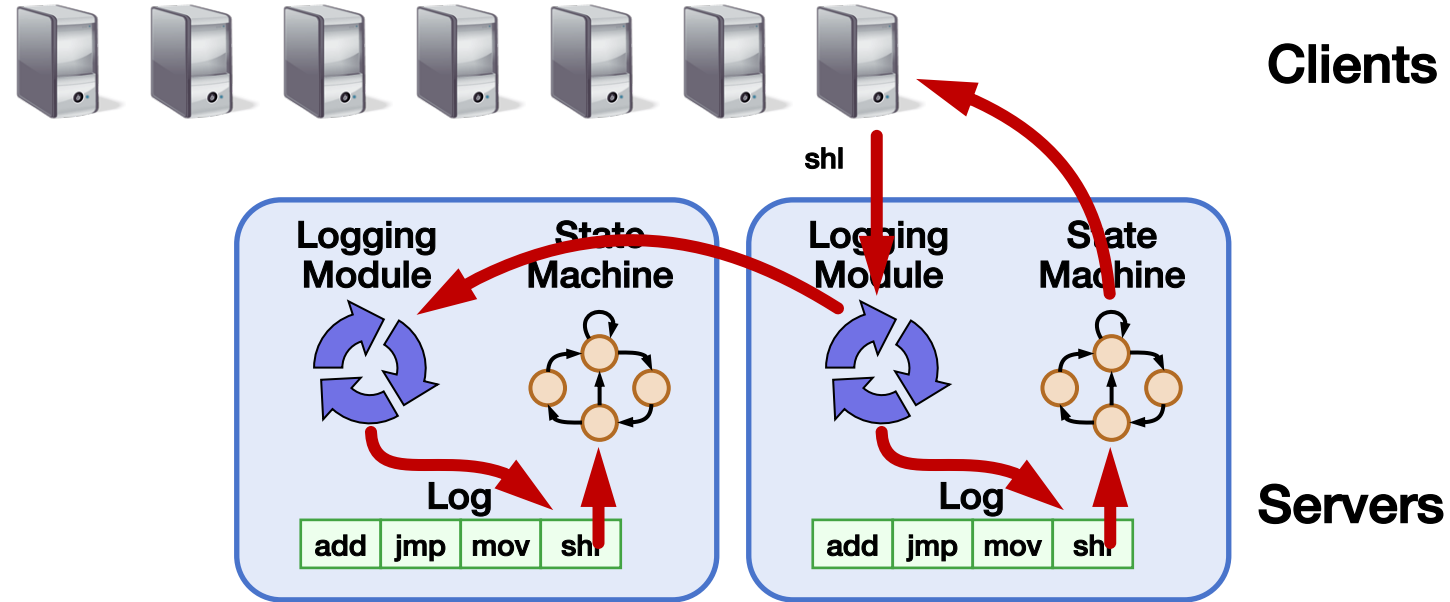 Clients
shl
Logging
Module
State
Machine
Logging
Module
State
Machine
Log
add jmp mov shl
Log
add jmp mov shl
Servers